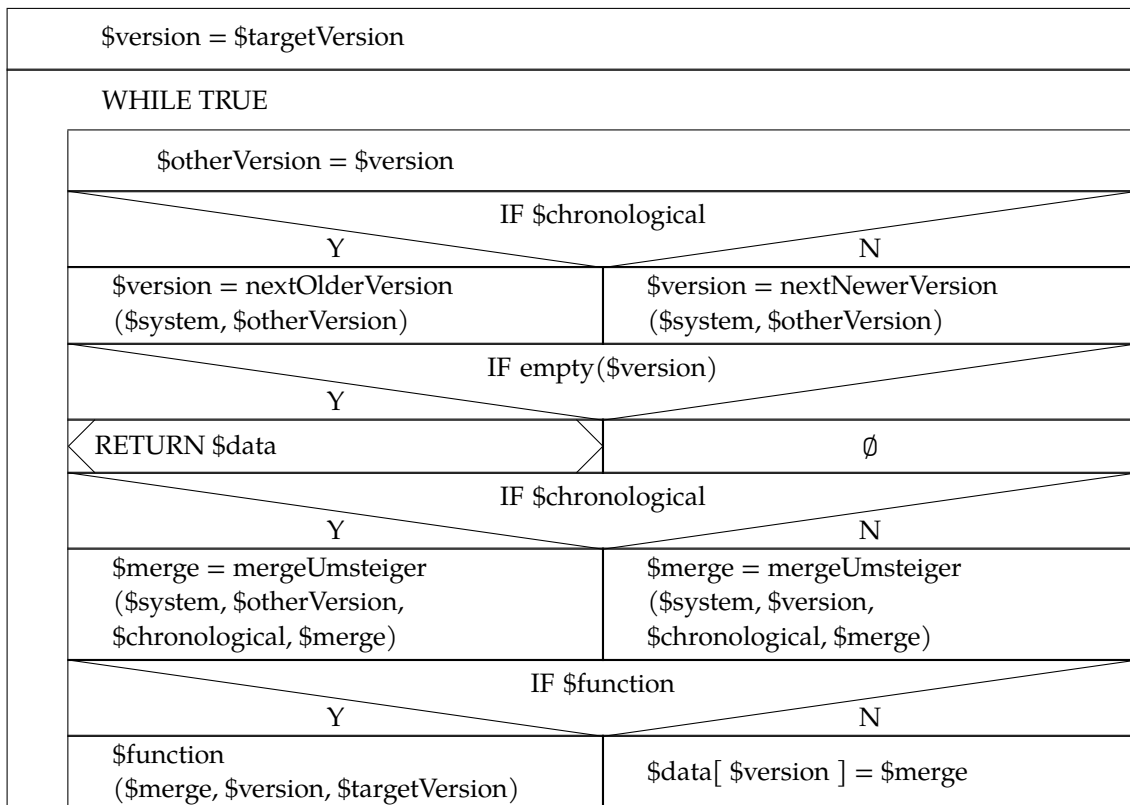 $version = $targetVersion
WHILE TRUE
$otherVersion = $version
IF $chronological
Y N
$version = nextOlderVersion
($system, $otherVersion)
$version = nextNewerVersion
($system, $otherVersion)
IF empty($version)
Y
RETURN $data
∅
IF $chronological
Y N
$merge = mergeUmsteiger
($system, $otherVersion,
$chronological, $merge)
$merge = mergeUmsteiger
($system, $version,
$chronological, $merge)
IF $function
Y N
$function
($merge, $version, $targetVersion)
$data[ $version ] = $merge